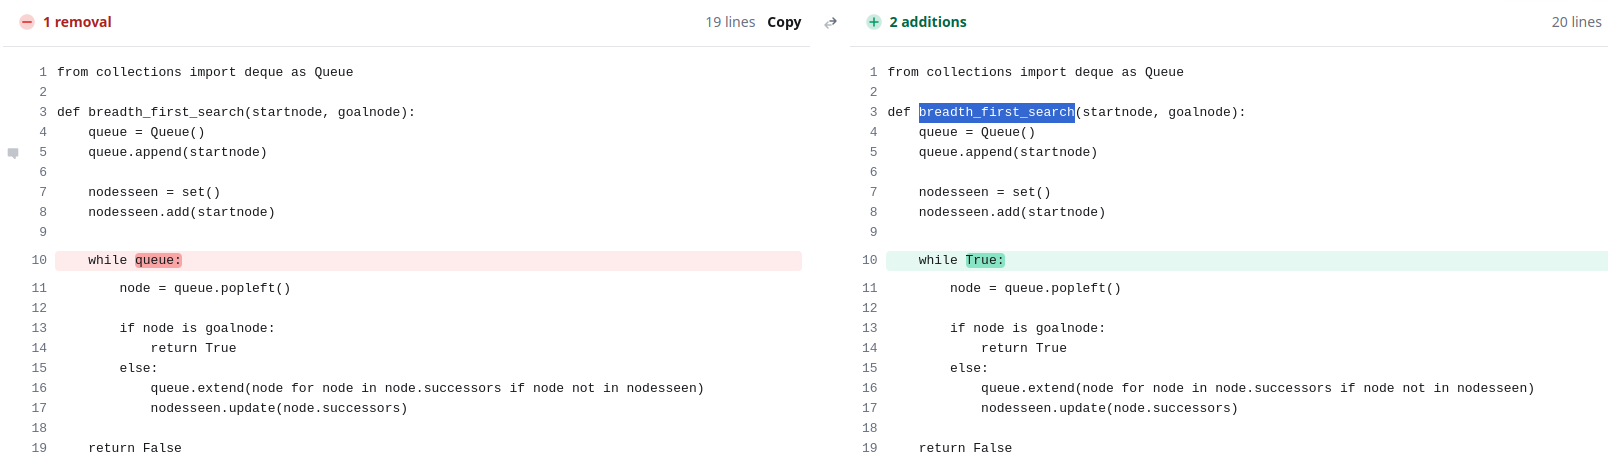 1 removal 19 lines Copy
1 from collections import deque as Queue
2
3 def breadth_first_search(startnode, goalnode):
4     queue = Queue()
5     queue.append(startnode)
6
7     nodesseen = set()
8     nodesseen.add(startnode)
9
10     while queue:
11         node = queue.popleft()
12
13         if node is goalnode:
14             return True
15         else:
16             queue.extend(node for node in node.successors if node not in nodesseen)
17             nodesseen.update(node.successors)
18
19     return False
2 additions 20 lines
1 from collections import deque as Queue
2
3 def breadth_first_search(startnode, goalnode):
4     queue = Queue()
5     queue.append(startnode)
6
7     nodesseen = set()
8     nodesseen.add(startnode)
9
10     while True:
11         node = queue.popleft()
12
13         if node is goalnode:
14             return True
15         else:
16             queue.extend(node for node in node.successors if node not in nodesseen)
17             nodesseen.update(node.successors)
18
19     return False